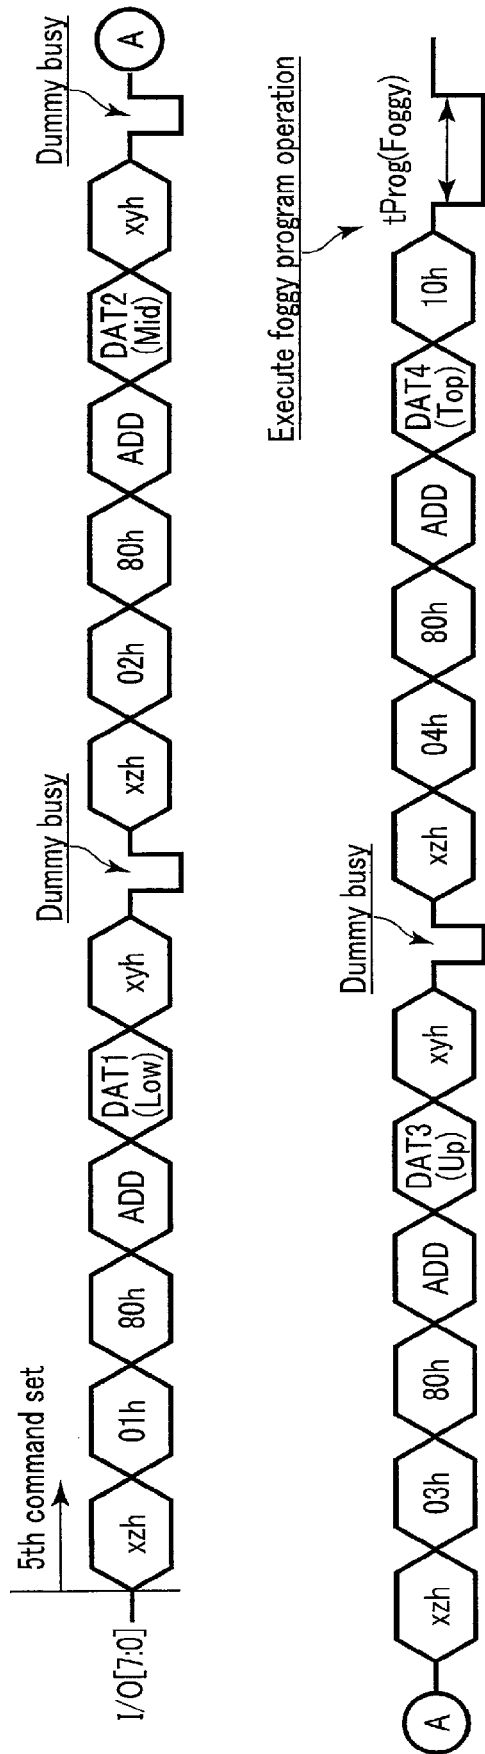 5th command set
I/O[7:0]
xzh
01h
80h
ADD
DAT1
(Low)
xyh
Dummy busy
xzh
02h
80h
ADD
DAT2
(Mid)
xyh
Dummy busy
A
A
xzh
03h
80h
ADD
DAT3
(Up)
xyh
Dummy busy
xzh
04h
80h
ADD
DAT4
(Top)
10h
Execute foggy program operation
tProg(Foggy)